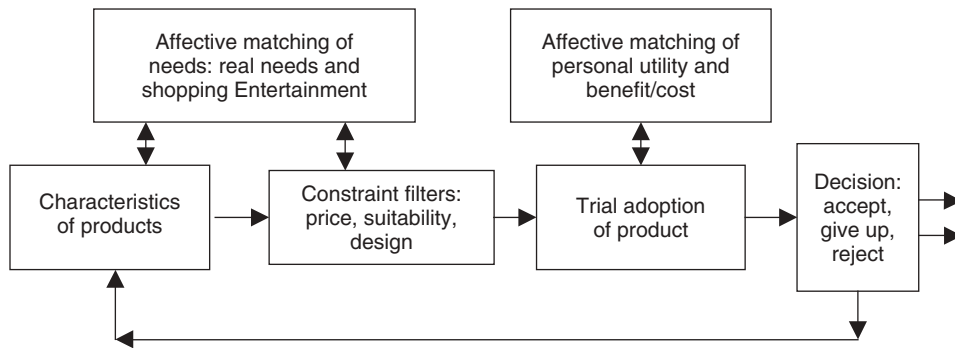 Affective matching of
needs: real needs and
shopping Entertainment
Affective matching of
personal utility and
benefit/cost
Characteristics
of products
Constraint filters:
price, suitability,
design
Trial adoption
of product
Decision:
accept,
give up,
reject